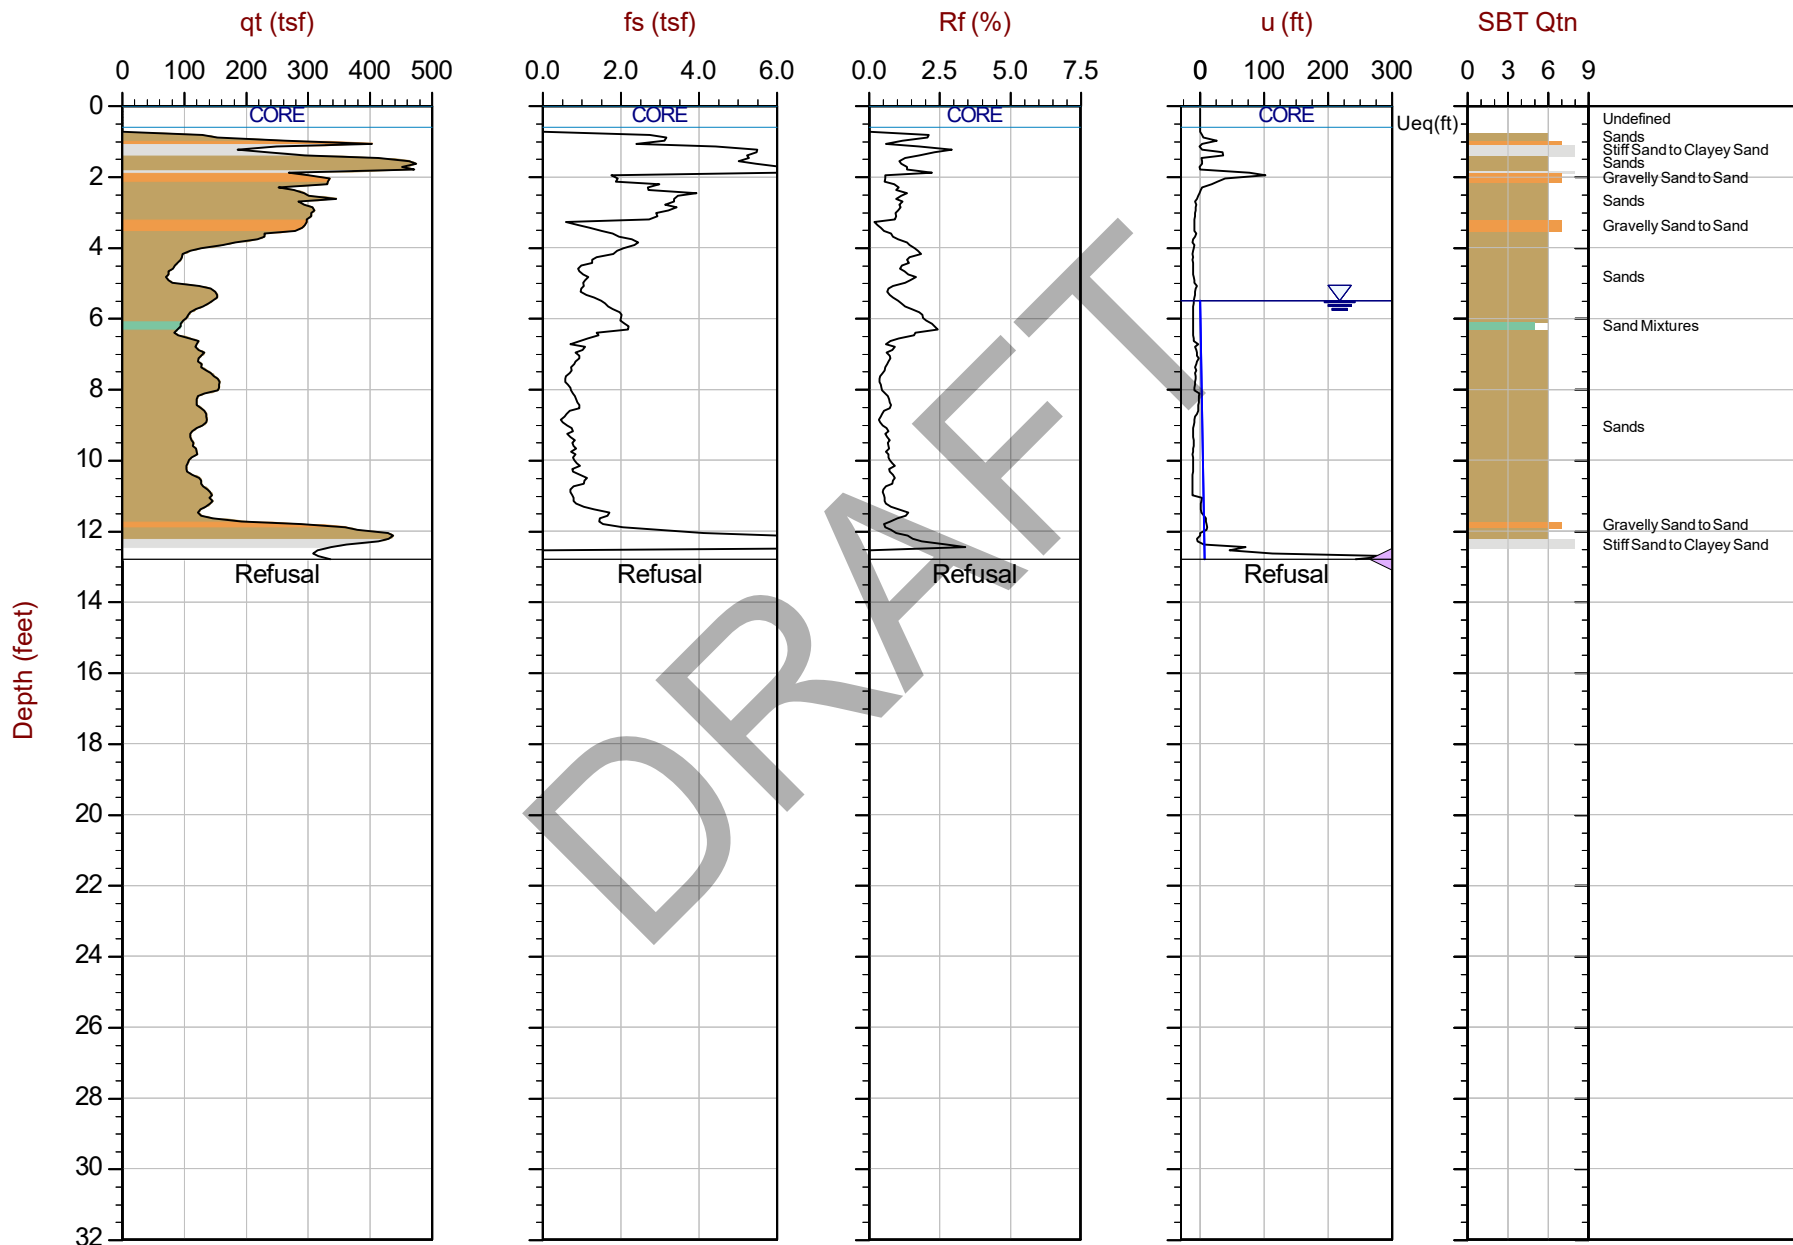 qt (tsf) fs (tsf) Rf (%) u (ft) SBT Qtn
0 100 200 300 400 500 0.0 2.0 4.0 6.0 0.0 2.5 5.0 7.5 0 100 200 300 0 3 6 9
0
CORE CORE CORE CORE
Ueq(ft)
Undefined
Sands
Stiff Sand to Clayey Sand
Sands
2
Gravelly Sand to Sand
Sands
Gravelly Sand to Sand
4
Sands
6
Sand Mixtures
8
Sands
10
12
Gravelly Sand to Sand
Stiff Sand to Clayey Sand
Refusal Refusal Refusal Refusal
14
16
Depth (feet)
18
20
22
24
26
28
30
32
DRAFT